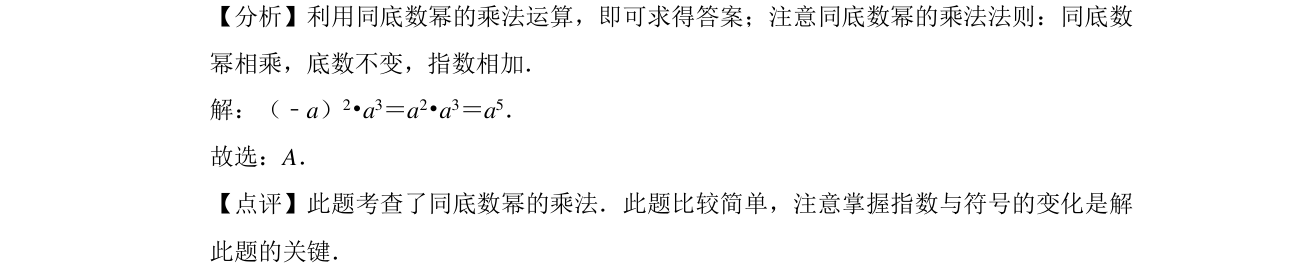 【分析】利用同底数幂的乘法运算，即可求得答案；注意同底数幂的乘法法则：同底数
幂相乘，底数不变，指数相加．
解：（﹣a）²•a³＝a²•a³＝a⁵．
故选：A．
【点评】此题考查了同底数幂的乘法．此题比较简单，注意掌握指数与符号的变化是解
此题的关键．